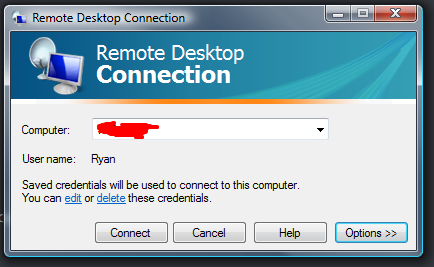 Remote Desktop Connection
Remote Desktop
Connection
Computer:
User name: Ryan
Saved credentials will be used to connect to this computer.
You can edit or delete these credentials.
Connect Cancel Help Options >>